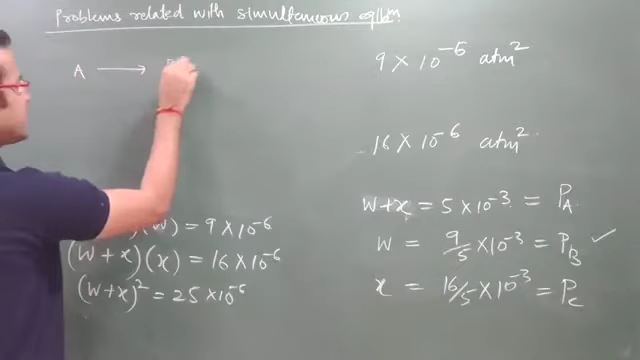 Problems related with simultaneous eqlbm
A ⟶
9 × 10⁻⁶ atm²
16 × 10⁻⁶ atm²
)(w) = 9 × 10⁻⁶
(w + x)(x) = 16 × 10⁻⁶
(w + x)² = 25 × 10⁻⁶
w + x = 5 × 10⁻³ = P_A
w = 9/5 × 10⁻³ = P_B ✓
x = 16/5 × 10⁻³ = P_C